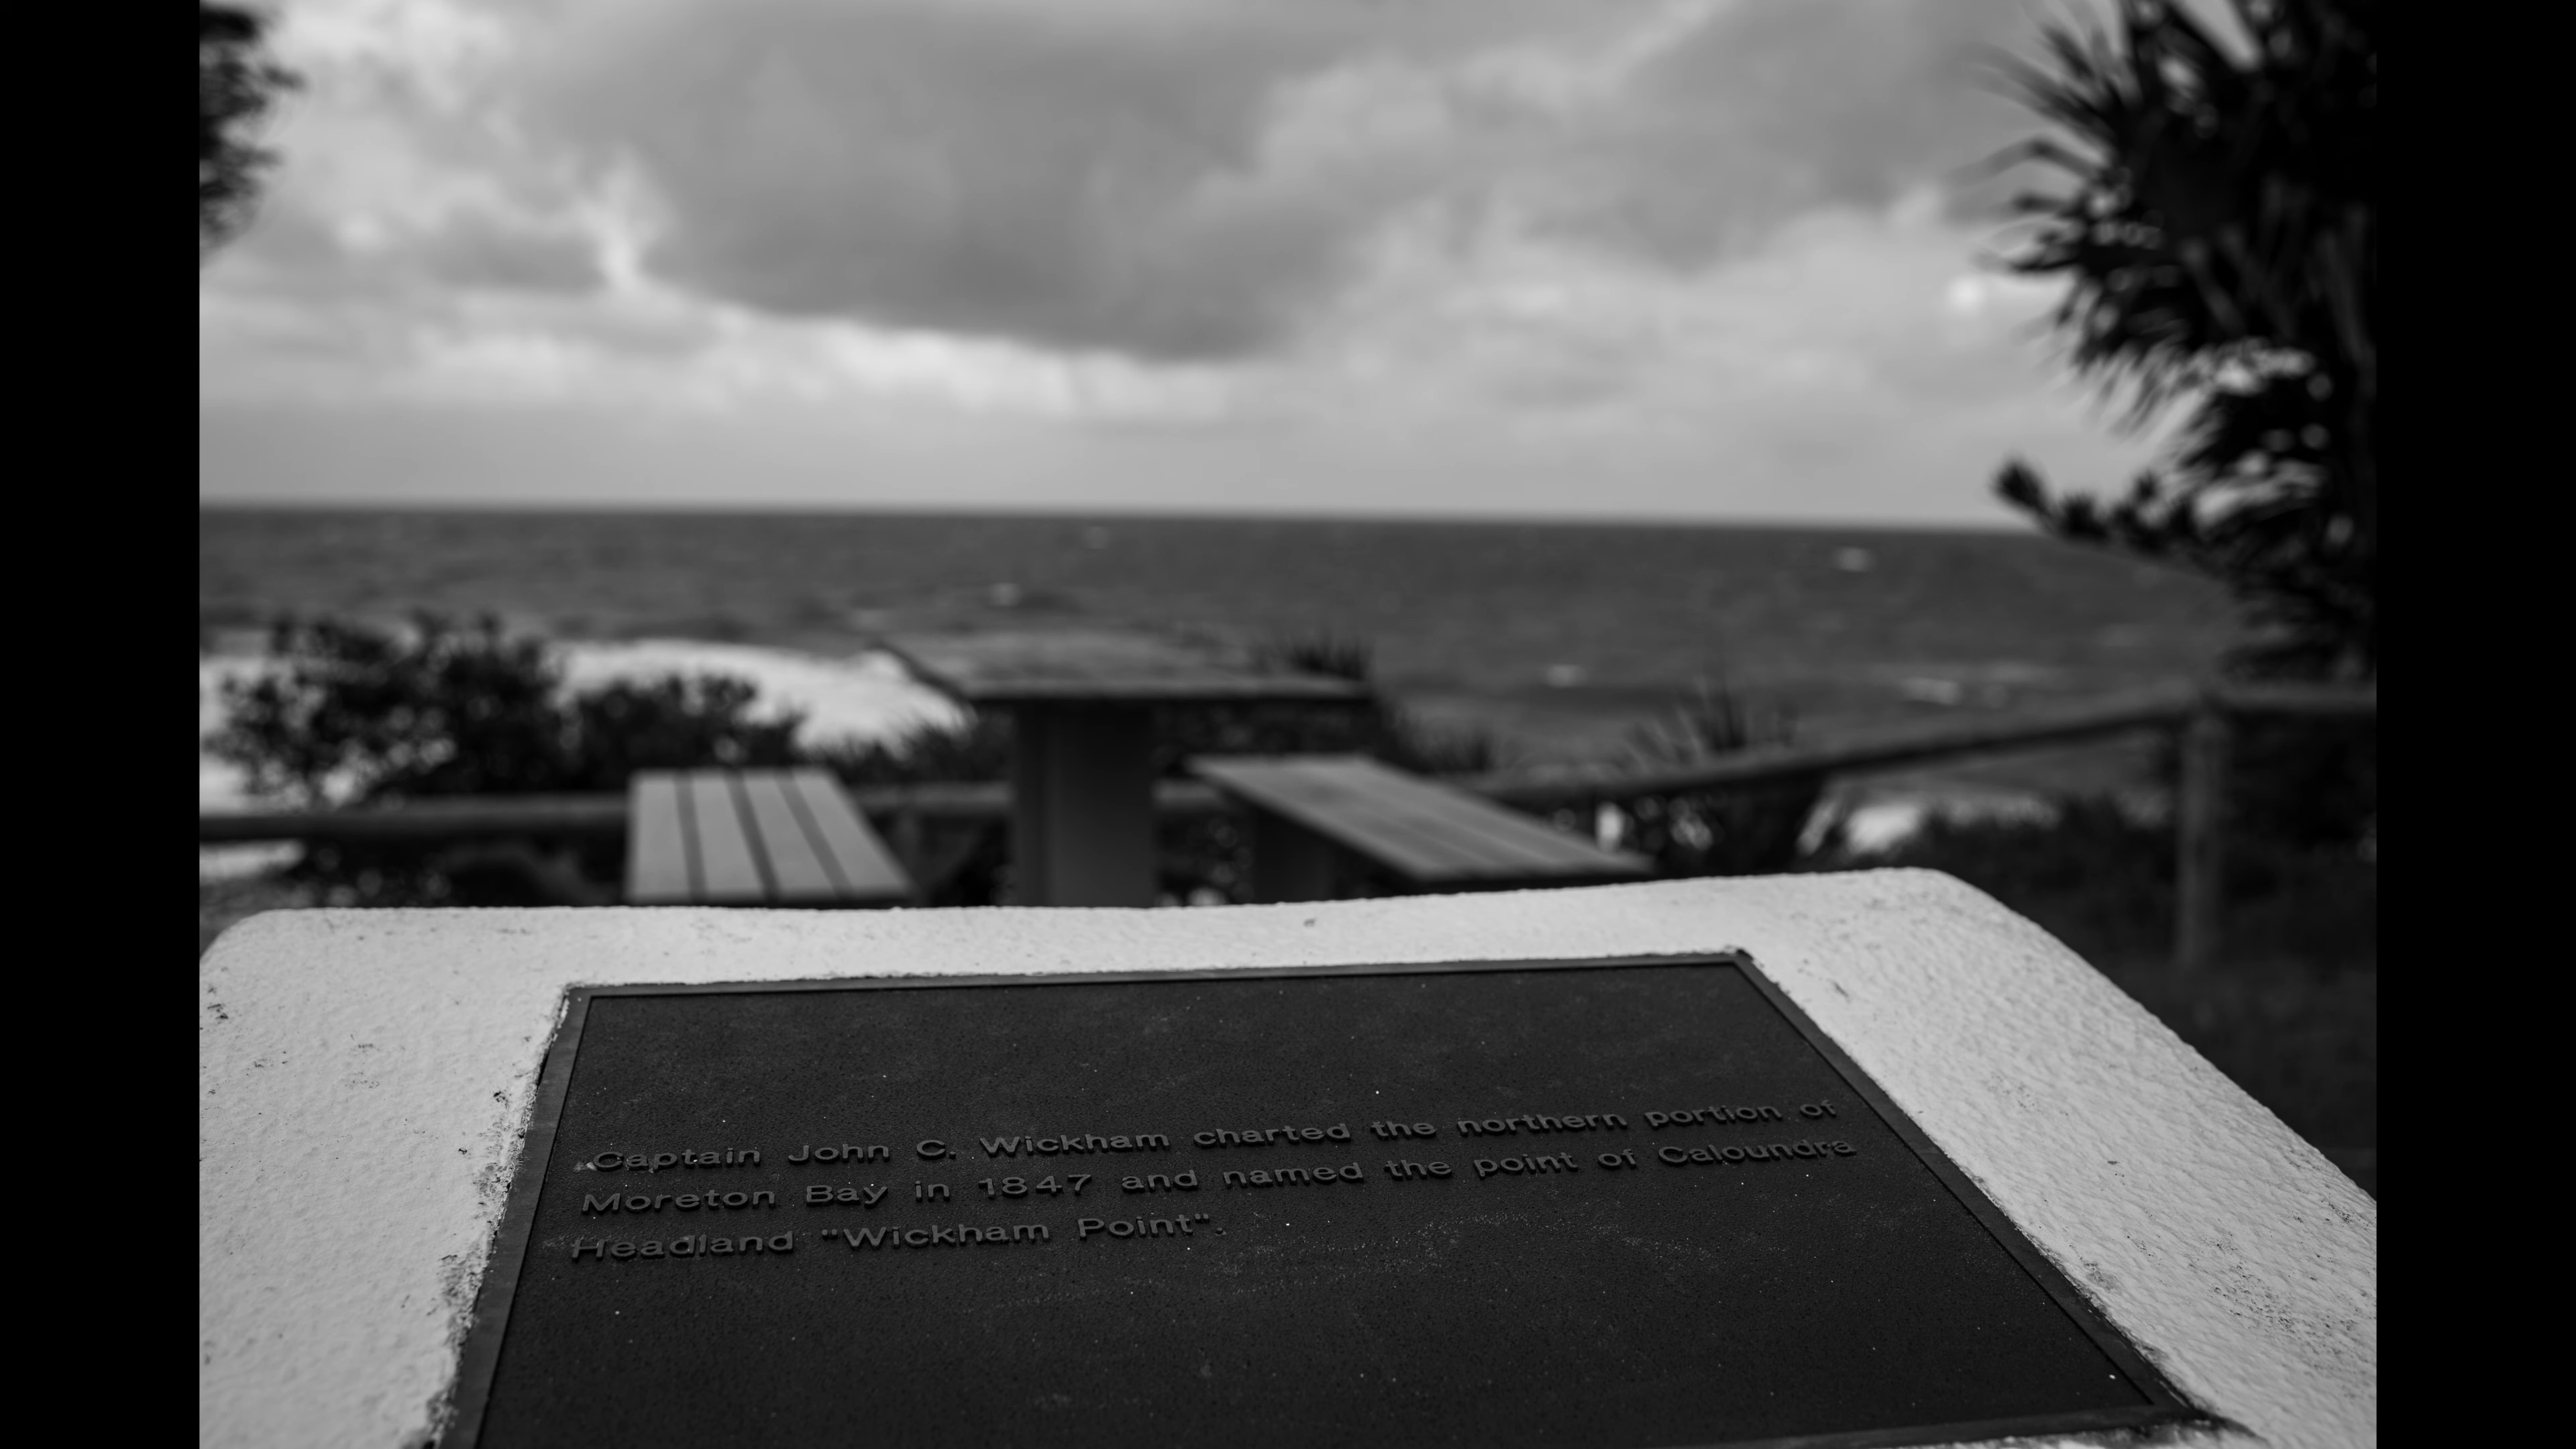 Captain John C. Wickham charted the northern portion of
Moreton Bay in 1847 and named the point of Caloundra
Headland "Wickham Point".